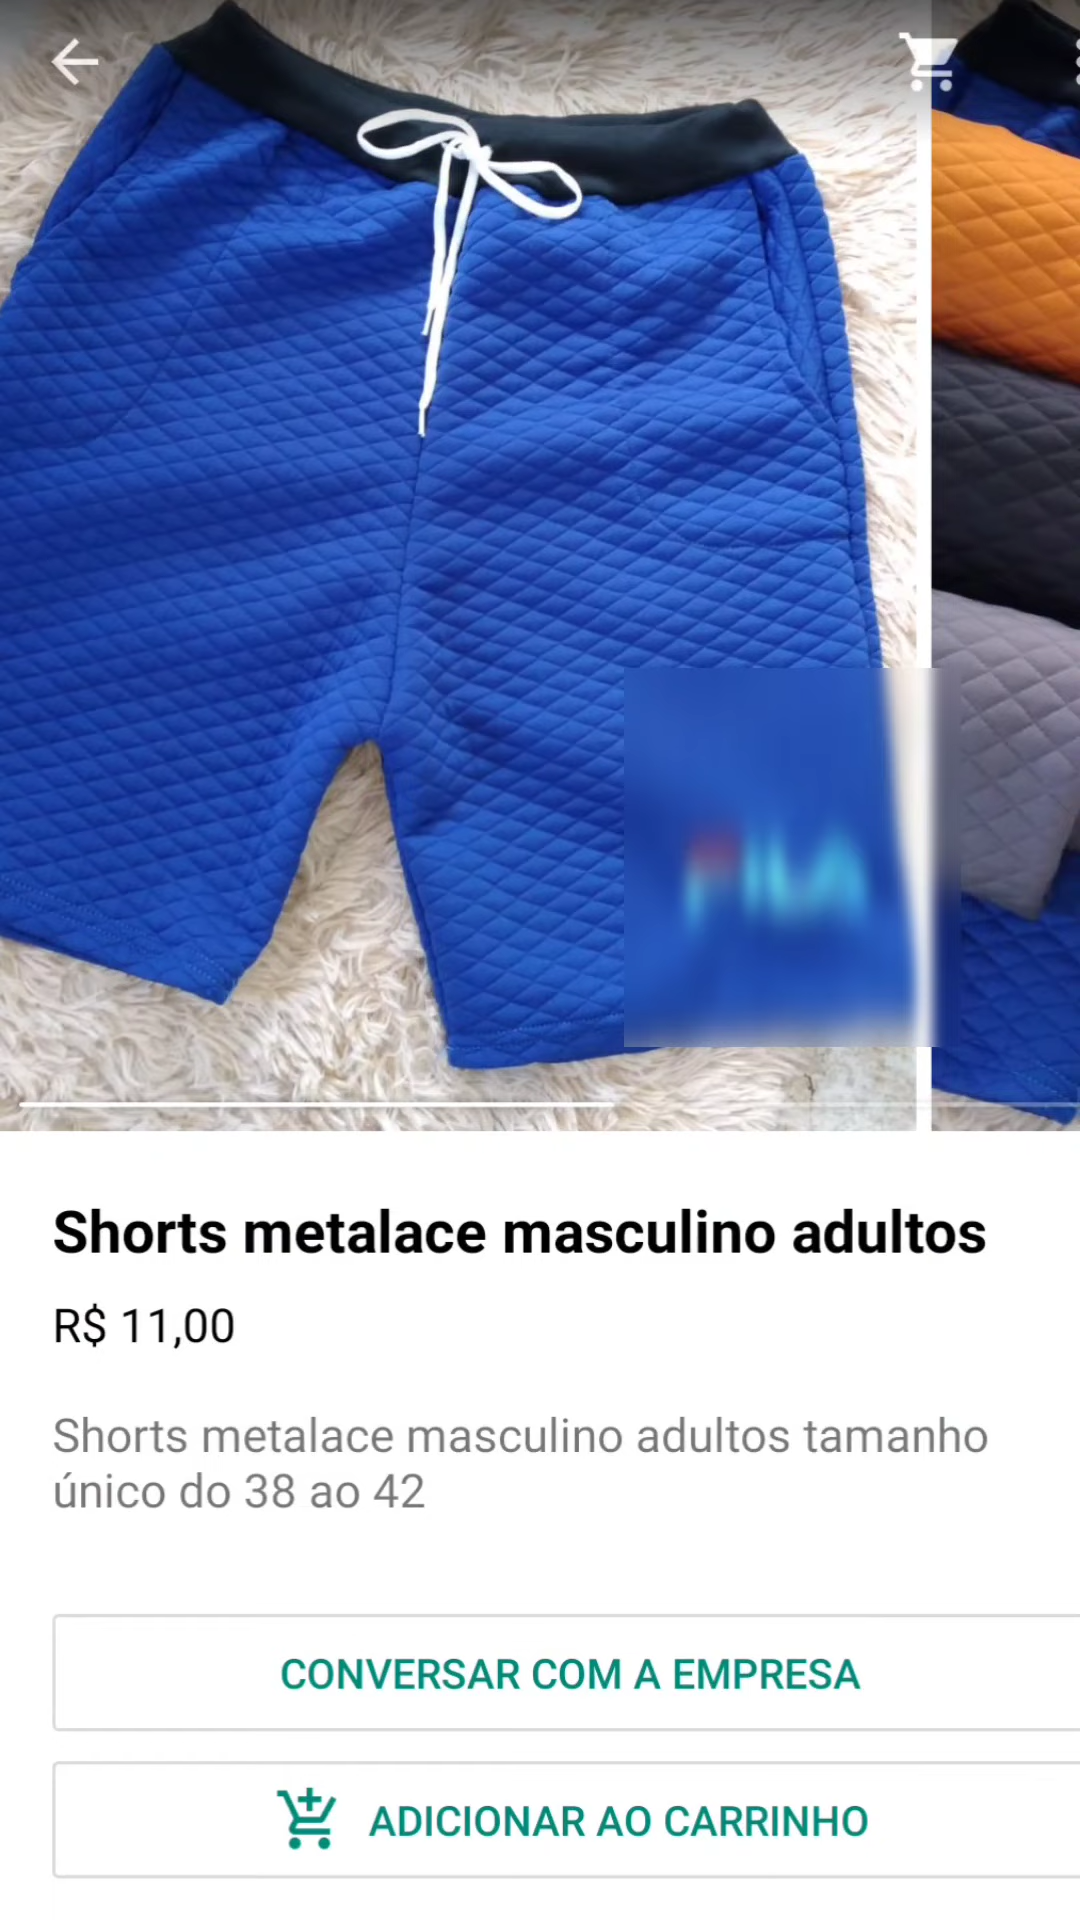 FILA
Shorts metalace masculino adultos
R$ 11,00
Shorts metalace masculino adultos tamanho
único do 38 ao 42
CONVERSAR COM A EMPRESA
ADICIONAR AO CARRINHO